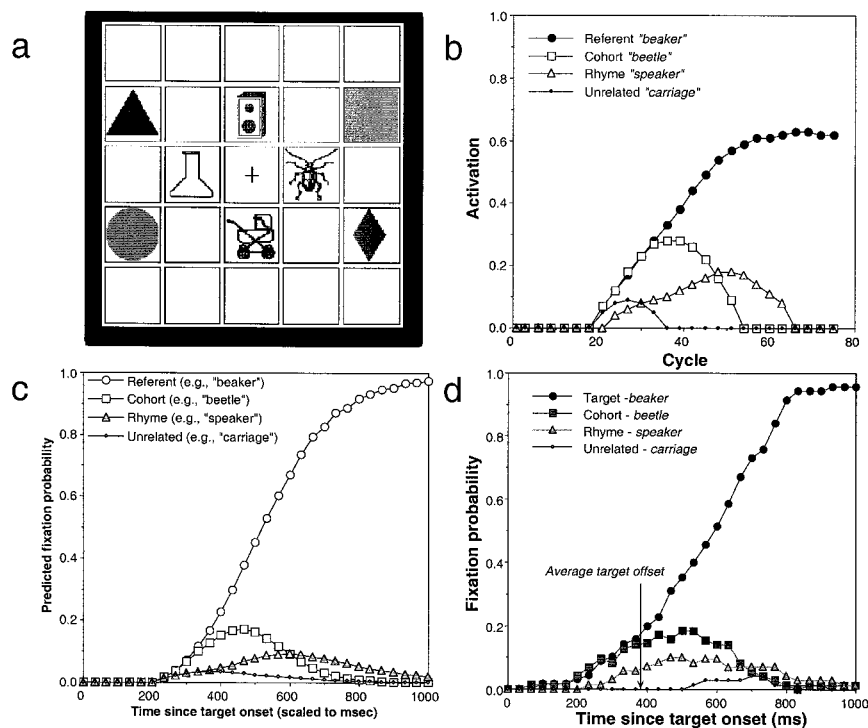 a
b
Referent "beaker"
Cohort "beetle"
Rhyme "speaker"
Unrelated "carriage"
1.0
0.8
0.6
0.4
0.2
0.0
Activation
0 20 40 60 80
Cycle
c
Referent (e.g., "beaker")
Cohort (e.g., "beetle")
Rhyme (e.g., "speaker")
Unrelated (e.g., "carriage")
1.0
0.8
0.6
0.4
0.2
0.0
Predicted fixation probability
0 200 400 600 800 1000
Time since target onset (scaled to msec)
d
Target - beaker
Cohort - beetle
Rhyme - speaker
Unrelated - carriage
Average target offset
1.0
0.8
0.6
0.4
0.2
0.0
Fixation probability
0 200 400 600 800 1000
Time since target onset (ms)